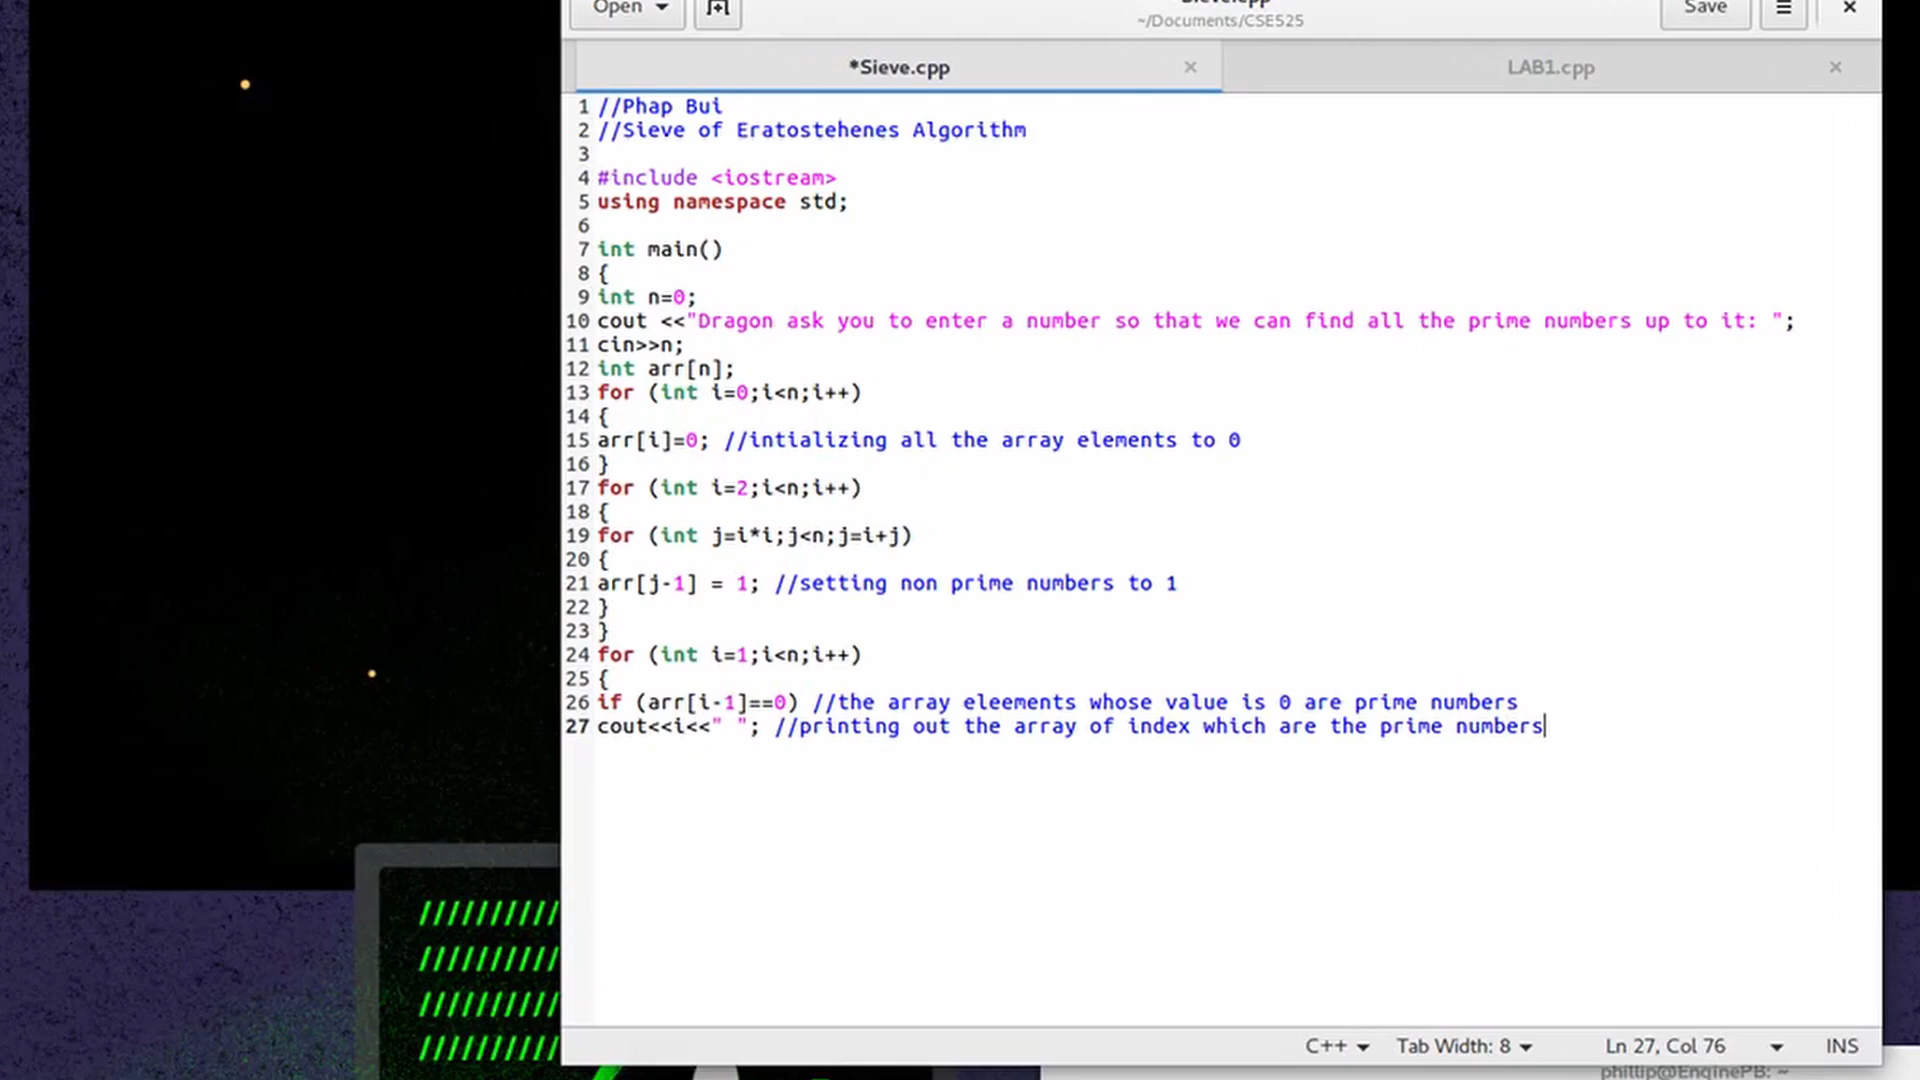 Open
~/Documents/CSE525
Save
*Sieve.cpp
LAB1.cpp
1 //Phap Bui
2 //Sieve of Eratostehenes Algorithm
3
4 #include <iostream>
5 using namespace std;
6
7 int main()
8 {
9 int n=0;
10 cout <<"Dragon ask you to enter a number so that we can find all the prime numbers up to it: ";
11 cin>>n;
12 int arr[n];
13 for (int i=0;i<n;i++)
14 {
15 arr[i]=0; //intializing all the array elements to 0
16 }
17 for (int i=2;i<n;i++)
18 {
19 for (int j=i*i;j<n;j=i+j)
20 {
21 arr[j-1] = 1; //setting non prime numbers to 1
22 }
23 }
24 for (int i=1;i<n;i++)
25 {
26 if (arr[i-1]==0) //the array eleements whose value is 0 are prime numbers
27 cout<<i<<" "; //printing out the array of index which are the prime numbers
//////////
//////////
//////////
//////////
C++ Tab Width: 8 Ln 27, Col 76 INS
phillip@EnginePB: ~